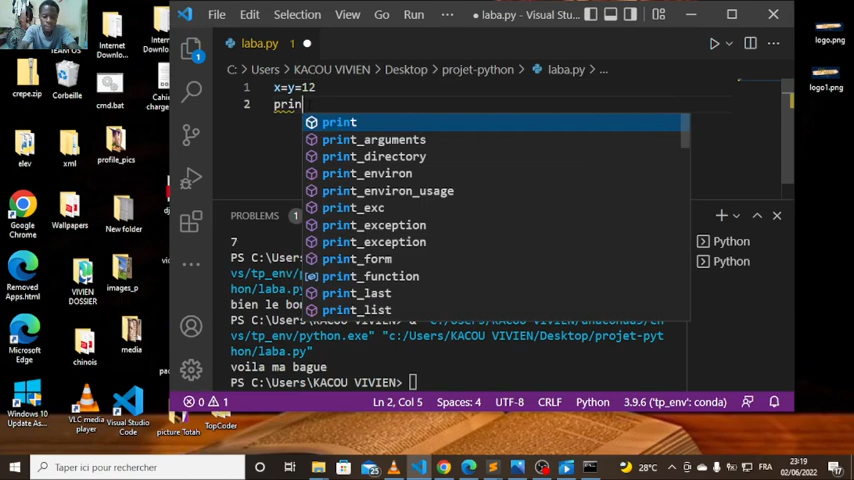 File Edit Selection View Go Run ··· ● laba.py - Visual Stu...
laba.py 1 ●
C: > Users > KACOU VIVIEN > Desktop > projet-python > laba.py > ...
1 x=y=12
2 prin
print
print_arguments
print_directory
print_environ
print_environ_usage
print_exc
print_exception
print_exception
print_form
print_function
print_last
print_list
PROBLEMS 1
7
PS C:\Users
vs/tp_env/
hon/laba.py"
bien le bo
PS C:\Users\KACOU VIVIEN> & "C:/Users/KACOU VIVIEN/anaconda3/en
vs/tp_env/python.exe" "c:/Users/KACOU VIVIEN/Desktop/projet-pyt
hon/laba.py"
voila ma bague
PS C:\Users\KACOU VIVIEN>
Python
Python
0 1 Ln 2, Col 5 Spaces: 4 UTF-8 CRLF Python 3.9.6 ('tp_env': conda)
Internet
Downlo...
crepe.zip
Corbeille
cmd.bat
Cahier
elev
xml
profile_pics
Google
Chrome
Wallpapers
New folder
Removed
Apps.html
VIVIEN
DOSSIER
images_p
Microsoft
Edge
chinois
media
Windows 10
Update As...
VLC media
player
Visual Studio
Code
picture Totah
TopCoder
logo.png
logo1.png
Taper ici pour rechercher
25
28°C
FRA
23:19
02/06/2022
17